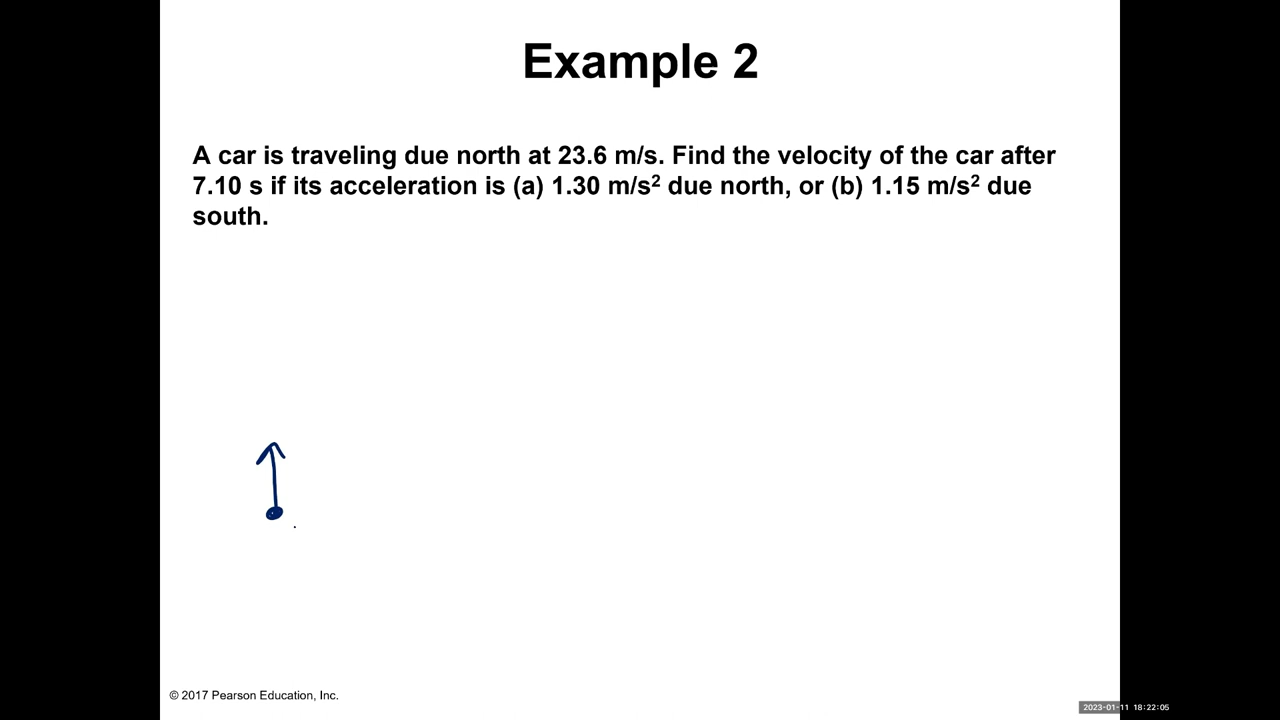 Example 2
A car is traveling due north at 23.6 m/s. Find the velocity of the car after
7.10 s if its acceleration is (a) 1.30 m/s² due north, or (b) 1.15 m/s² due
south.
© 2017 Pearson Education, Inc.
2023-01-11 18:22:05